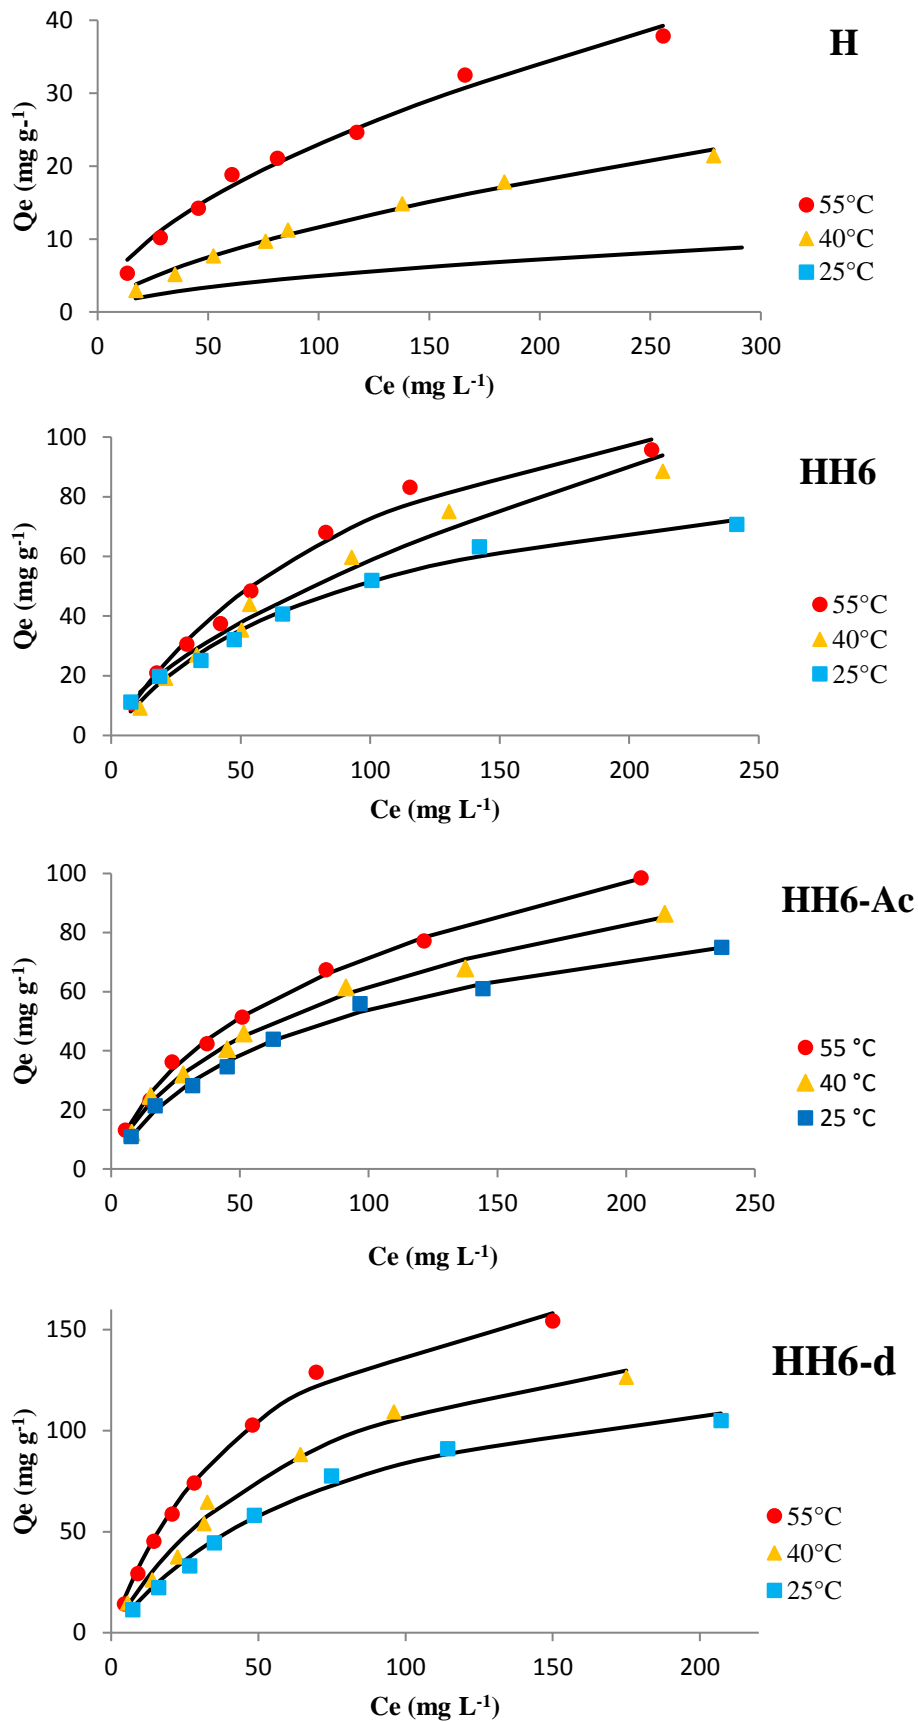 H
40
30
20
10
0
Qe (mg g-1)
0 50 100 150 200 250 300
Ce (mg L-1)
55°C
40°C
25°C
HH6
100
80
60
40
20
0
Qe (mg g-1)
0 50 100 150 200 250
Ce (mg L-1)
55°C
40°C
25°C
HH6-Ac
100
80
60
40
20
0
Qe (mg g-1)
0 50 100 150 200 250
Ce (mg L-1)
55 °C
40 °C
25 °C
HH6-d
150
100
50
0
Qe (mg g-1)
0 50 100 150 200
Ce (mg L-1)
55°C
40°C
25°C